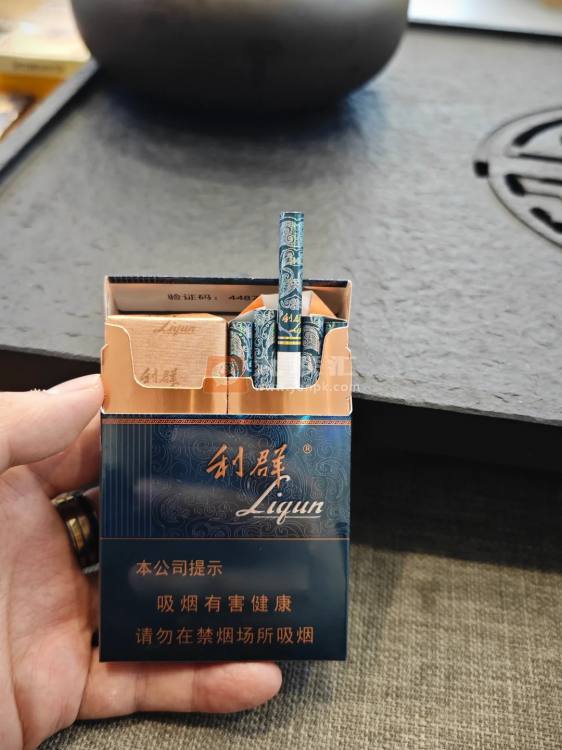 验证码：448
Liqun
利群
利群
利群®
Liqun
本公司提示
吸烟有害健康
请勿在禁烟场所吸烟